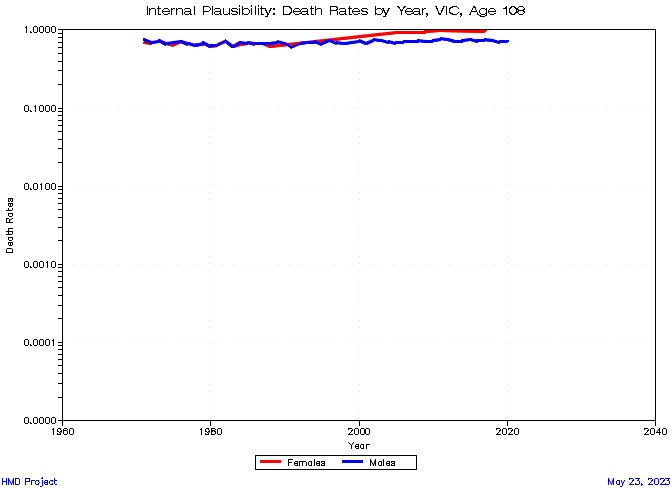 Internal Plausibility: Death Rates by Year, VIC, Age 108
1.0000
0.1000
0.0100
0.0010
0.0001
0.0000
Death Rates
1960
1980
2000
2020
2040
Year
Females
Males
HMD Project
May 23, 2023